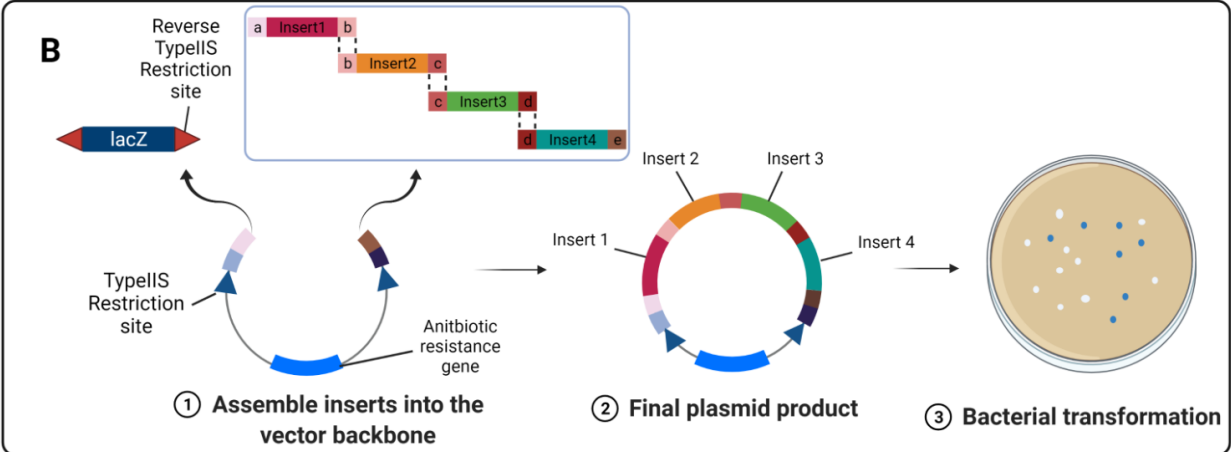 B
Reverse
TypeIIS
Restriction
site
lacZ
a Insert1 b
b Insert2 c
c Insert3 d
d Insert4 e
TypeIIS
Restriction
site
Anitbiotic
resistance
gene
1 Assemble inserts into the
vector backbone
Insert 2
Insert 3
Insert 1
Insert 4
2 Final plasmid product
3 Bacterial transformation